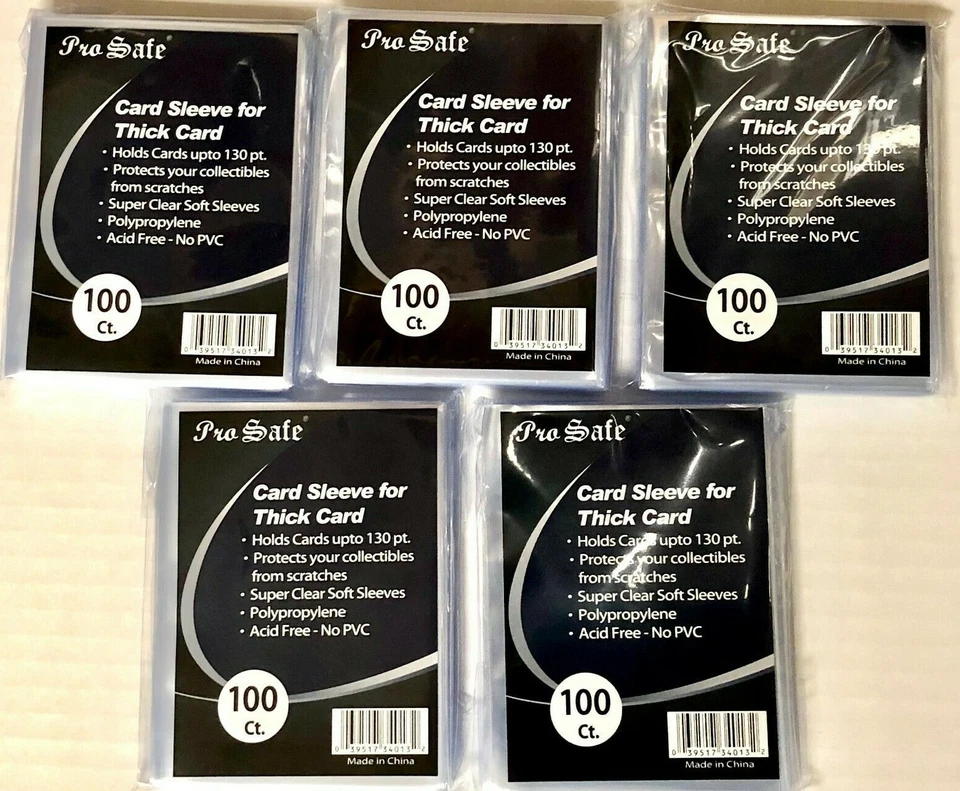 Pro Safe
Card Sleeve for
Thick Card
• Holds Cards upto 130 pt.
• Protects your collectibles
from scratches
• Super Clear Soft Sleeves
• Polypropylene
• Acid Free - No PVC
100
Ct.
0 39517 34013 2
Made in China
Pro Safe
Card Sleeve for
Thick Card
• Holds Cards upto 130 pt.
• Protects your collectibles
from scratches
• Super Clear Soft Sleeves
• Polypropylene
• Acid Free - No PVC
100
Ct.
0 39517 34013 2
Made in China
Pro Safe
Card Sleeve for
Thick Card
• Holds Cards upto 130 pt.
• Protects your collectibles
from scratches
• Super Clear Soft Sleeves
• Polypropylene
• Acid Free - No PVC
100
Ct.
0 39517 34013 2
Made in China
Pro Safe
Card Sleeve for
Thick Card
• Holds Cards upto 130 pt.
• Protects your collectibles
from scratches
• Super Clear Soft Sleeves
• Polypropylene
• Acid Free - No PVC
100
Ct.
0 39517 34013 2
Made in China
Pro Safe
Card Sleeve for
Thick Card
• Holds Cards upto 130 pt.
• Protects your collectibles
from scratches
• Super Clear Soft Sleeves
• Polypropylene
• Acid Free - No PVC
100
Ct.
0 39517 34013 2
Made in China